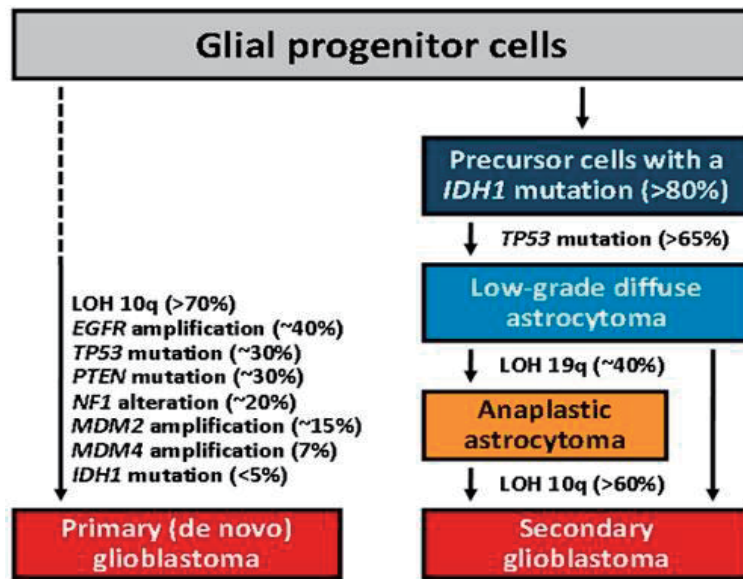 Glial progenitor cells
Precursor cells with a
IDH1 mutation (>80%)
TP53 mutation (>65%)
Low-grade diffuse
astrocytoma
LOH 19q (~40%)
Anaplastic
astrocytoma
LOH 10q (>60%)
Secondary
glioblastoma
LOH 10q (>70%)
EGFR amplification (~40%)
TP53 mutation (~30%)
PTEN mutation (~30%)
NF1 alteration (~20%)
MDM2 amplification (~15%)
MDM4 amplification (7%)
IDH1 mutation (<5%)
Primary (de novo)
glioblastoma